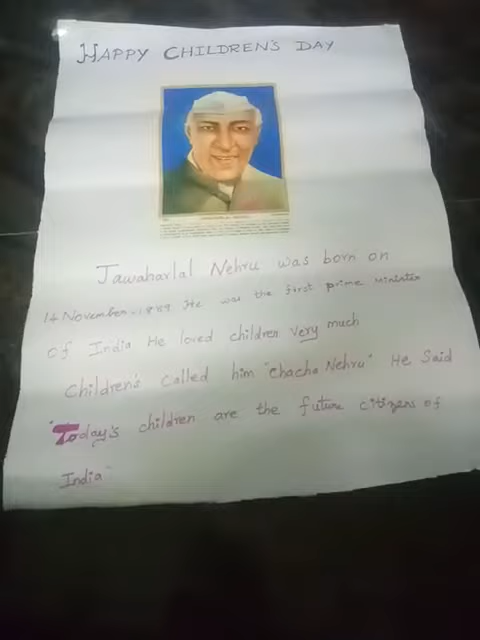 HAPPY CHILDREN'S DAY
Jawaharlal Nehru was born on
14 November-1889 He was the first prime minister
of India He loved children very much
Children's called him "chacha Nehru" He Said
"Today's children are the future citizens of
India"